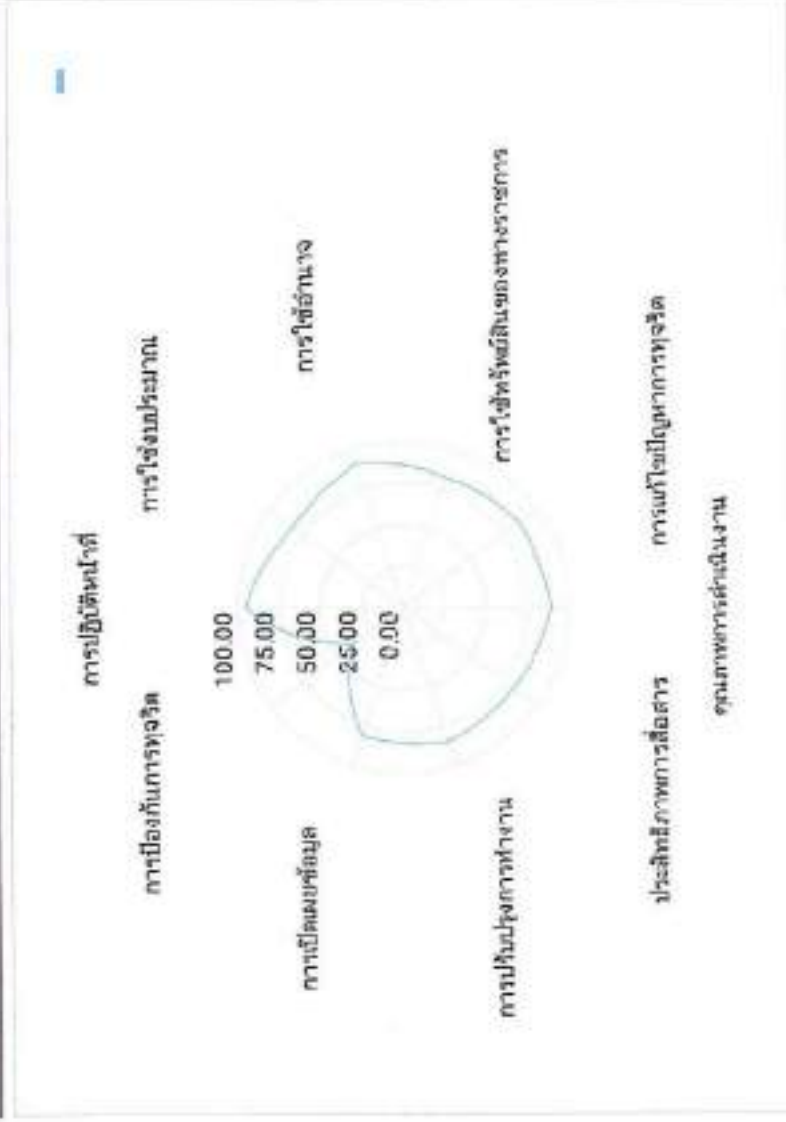 การปฏิบัติหน้าที่
การป้องกันการทุจริต
การใช้งบประมาณ
100.00
75.00
50.00
25.00
0.00
การเปิดเผยข้อมูล
การใช้อำนาจ
การปรับปรุงการทำงาน
การใช้ทรัพย์สินของทางราชการ
ประสิทธิภาพการสื่อสาร
การแก้ไขปัญหาการทุจริต
คุณภาพการดำเนินงาน